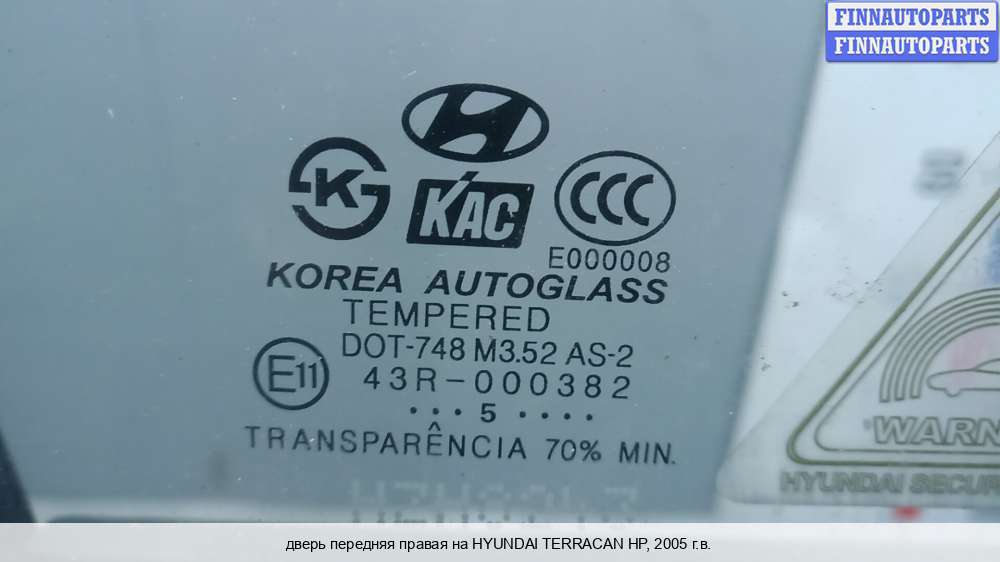 FINNAUTOPARTS
FINNAUTOPARTS
K
KAC
CCC
E000008
KOREA AUTOGLASS
TEMPERED
DOT-748 M3.52 AS-2
E11
43R-000382
•••5••••
TRANSPARÊNCIA 70% MIN.
WARN
HYUNDAI SECUR
дверь передняя правая на HYUNDAI TERRACAN HP, 2005 г.в.